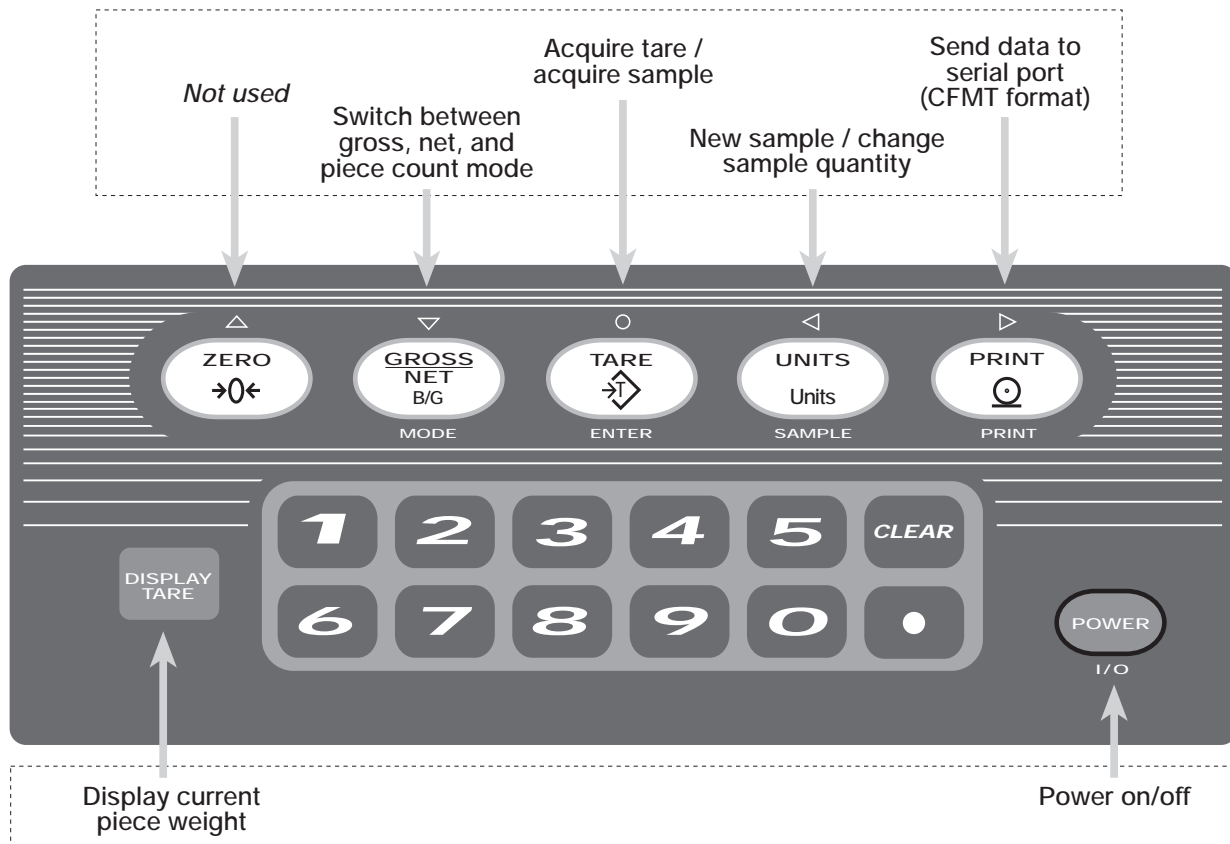 Not used
Switch between
gross, net, and
piece count mode
Acquire tare /
acquire sample
New sample / change
sample quantity
Send data to
serial port
(CFMT format)
ZERO
→0←
GROSS
NET
B/G
MODE
TARE
T
ENTER
UNITS
Units
SAMPLE
PRINT
PRINT
1 2 3 4 5 CLEAR
6 7 8 9 0 •
DISPLAY
TARE
POWER
I/O
Display current
piece weight
Power on/off